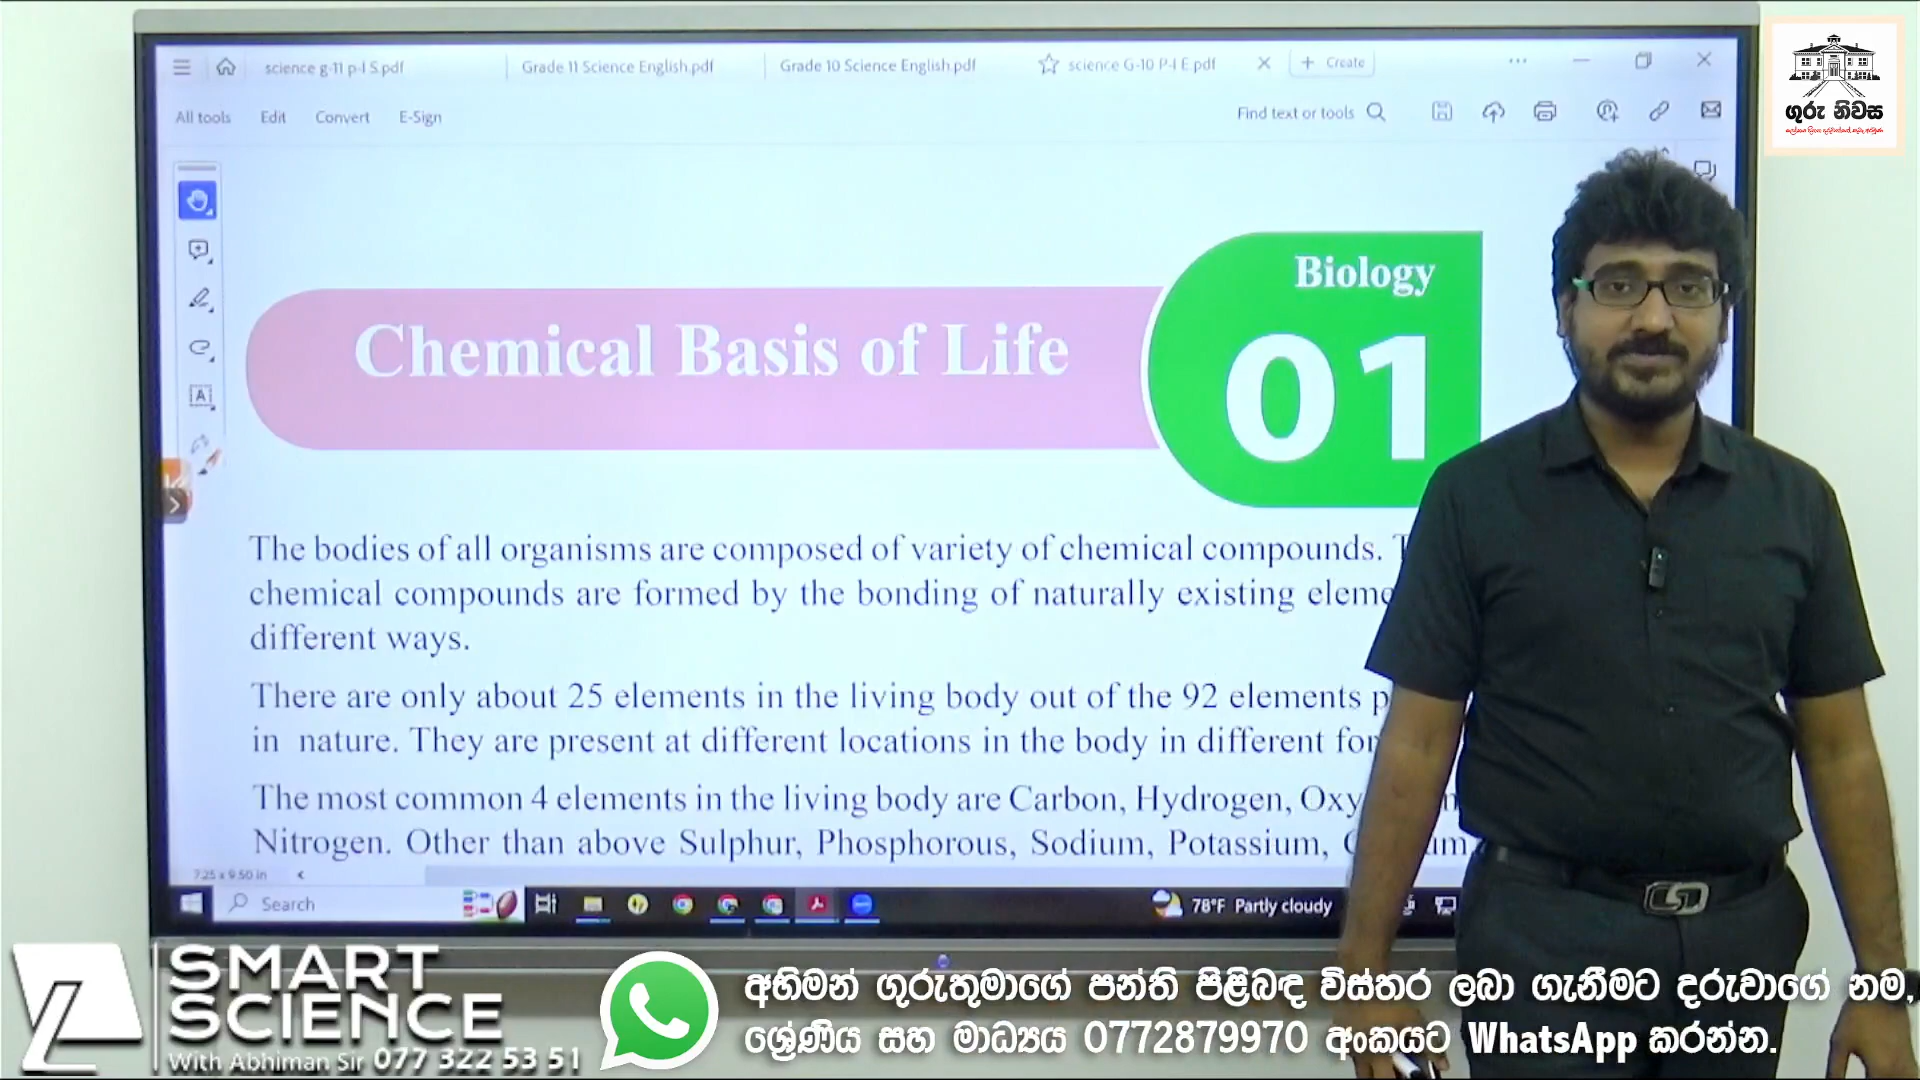 science g-11 p-I S.pdf
Grade 11 Science English.pdf
Grade 10 Science English.pdf
science G-10 P-I E.pdf
+ Create
All tools
Edit
Convert
E-Sign
Find text or tools
ගුරු නිවස
Biology
01
Chemical Basis of Life
The bodies of all organisms are composed of variety of chemical compounds.
chemical compounds are formed by the bonding of naturally existing
different ways.
There are only about 25 elements in the living body out of the 92 elements
in nature. They are present at different locations in the body in different
The most common 4 elements in the living body are Carbon, Hydrogen,
Nitrogen. Other than above Sulphur, Phosphorous, Sodium, Potassium,
7.25 x 9.50 in
Search
78°F Partly cloudy
SMART
SCIENCE
With Abhiman Sir 077 322 53 51
අභිමන් ගුරුතුමාගේ පන්ති පිළිබඳ විස්තර ලබා ගැනීමට දරුවාගේ නම,
ශ්‍රේණිය සහ මාධ්‍යය 0772879970 අංකයට WhatsApp කරන්න.